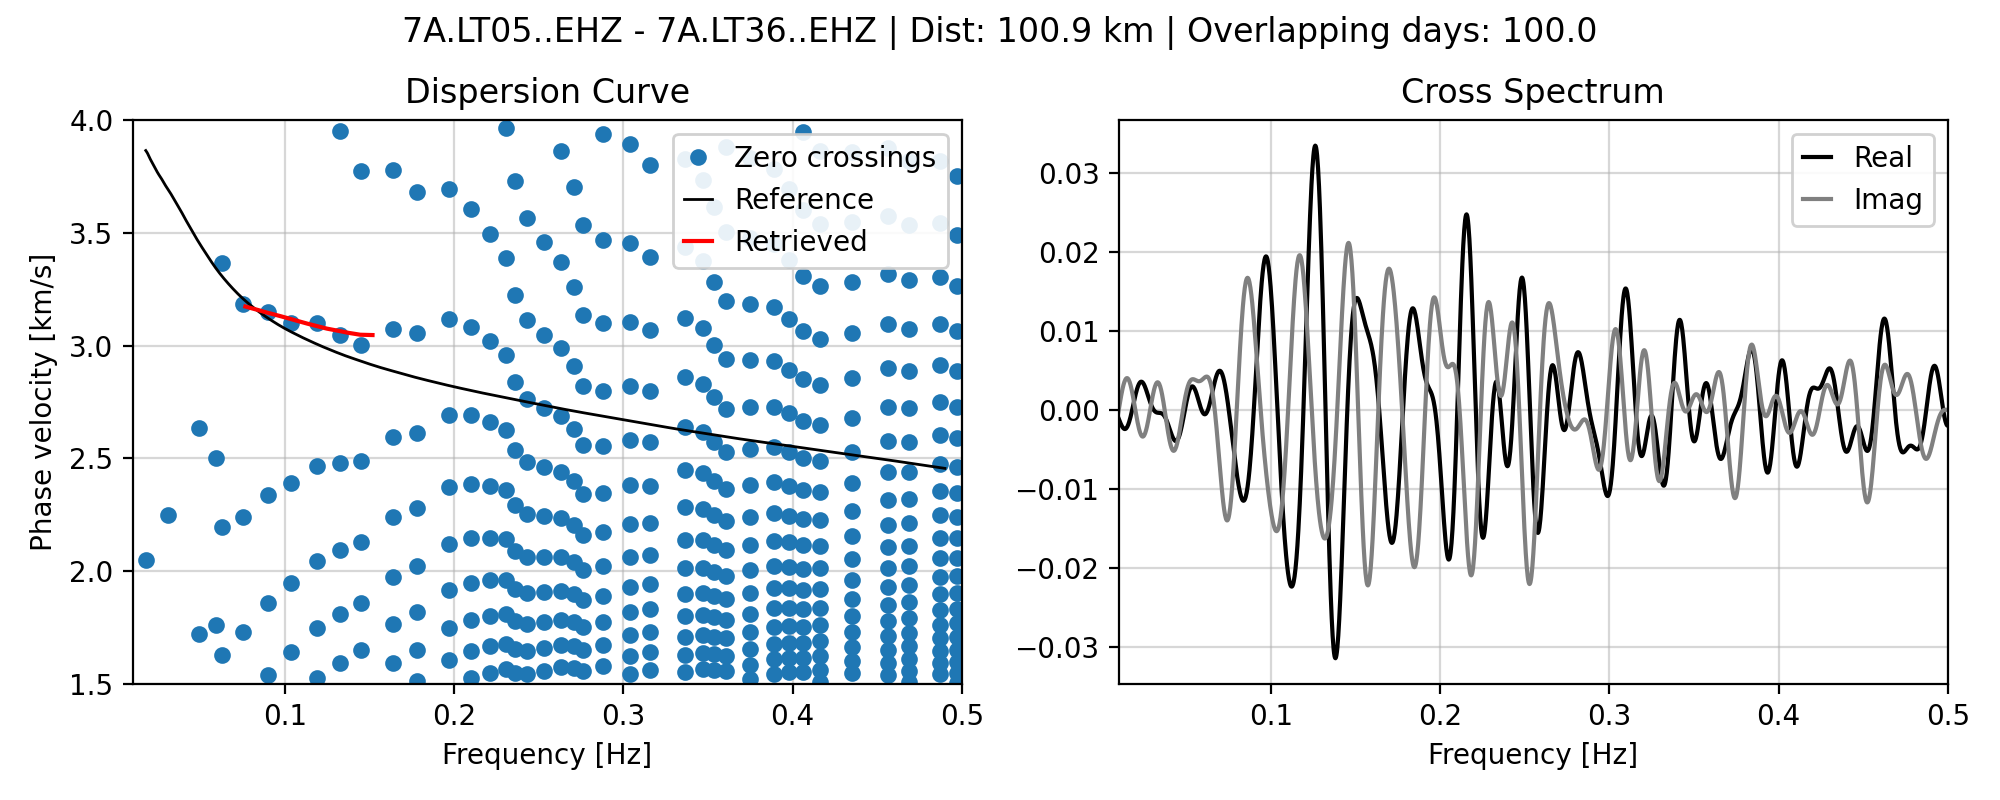 7A.LT05..EHZ - 7A.LT36..EHZ | Dist: 100.9 km | Overlapping days: 100.0
Dispersion Curve
4.0
3.5
3.0
2.5
2.0
1.5
Phase velocity [km/s]
0.1
0.2
0.3
0.4
0.5
Frequency [Hz]
Zero crossings
Reference
Retrieved
Cross Spectrum
0.03
0.02
0.01
0.00
−0.01
−0.02
−0.03
0.1
0.2
0.3
0.4
0.5
Frequency [Hz]
Real
Imag